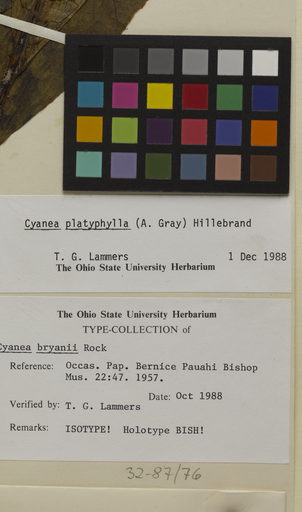 Cyanea platyphylla (A. Gray) Hillebrand
T. G. Lammers 1 Dec 1988
The Ohio State University Herbarium
The Ohio State University Herbarium
TYPE-COLLECTION of
Cyanea bryanii Rock
Reference: Occas. Pap. Bernice Pauahi Bishop
Mus. 22:47. 1957.
Date: Oct 1988
Verified by: T. G. Lammers
Remarks: ISOTYPE! Holotype BISH!
32-87/76